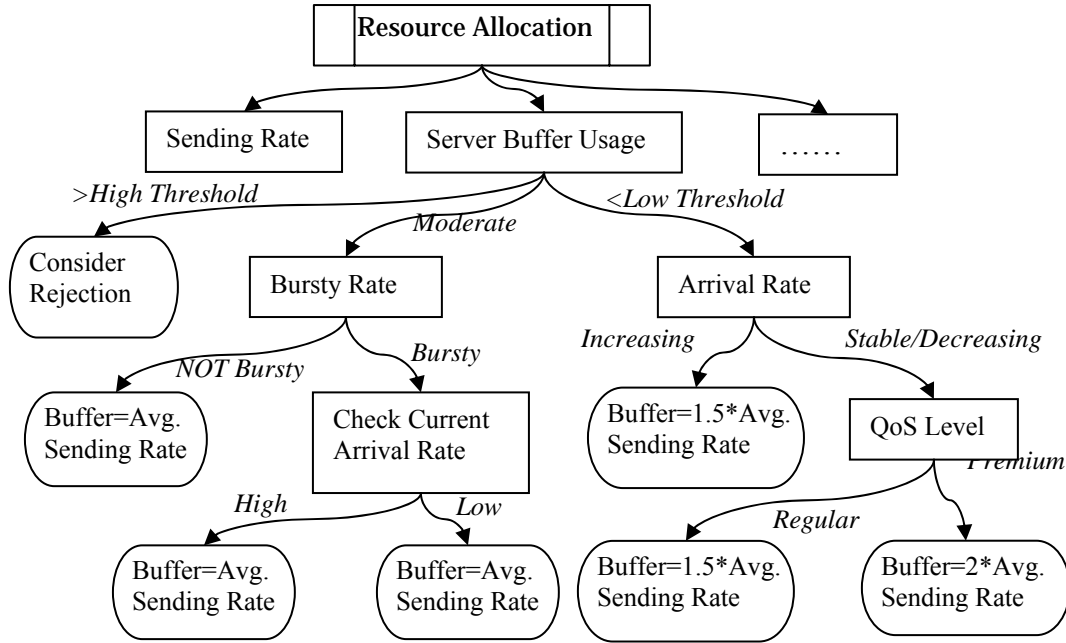 Resource Allocation
Sending Rate
Server Buffer Usage
……
>High Threshold
Moderate
<Low Threshold
Consider
Rejection
Bursty Rate
Arrival Rate
NOT Bursty
Bursty
Increasing
Stable/Decreasing
Buffer=Avg.
Sending Rate
Check Current
Arrival Rate
Buffer=1.5*Avg.
Sending Rate
QoS Level
Premium
High
Low
Regular
Buffer=Avg.
Sending Rate
Buffer=Avg.
Sending Rate
Buffer=1.5*Avg.
Sending Rate
Buffer=2*Avg.
Sending Rate